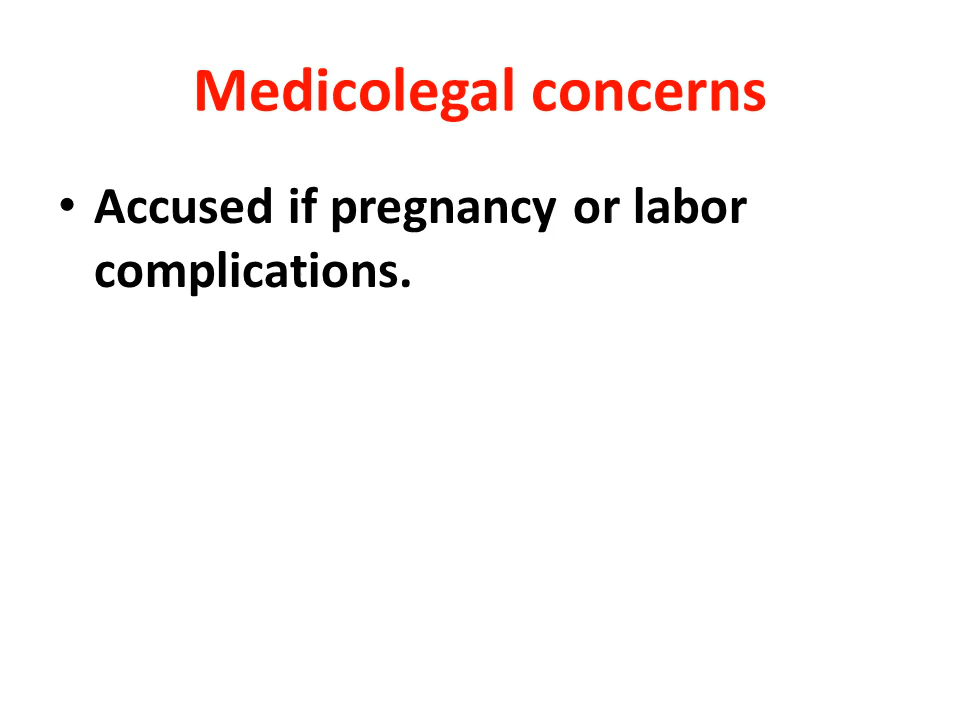 Medicolegal concerns
• Accused if pregnancy or labor
complications.